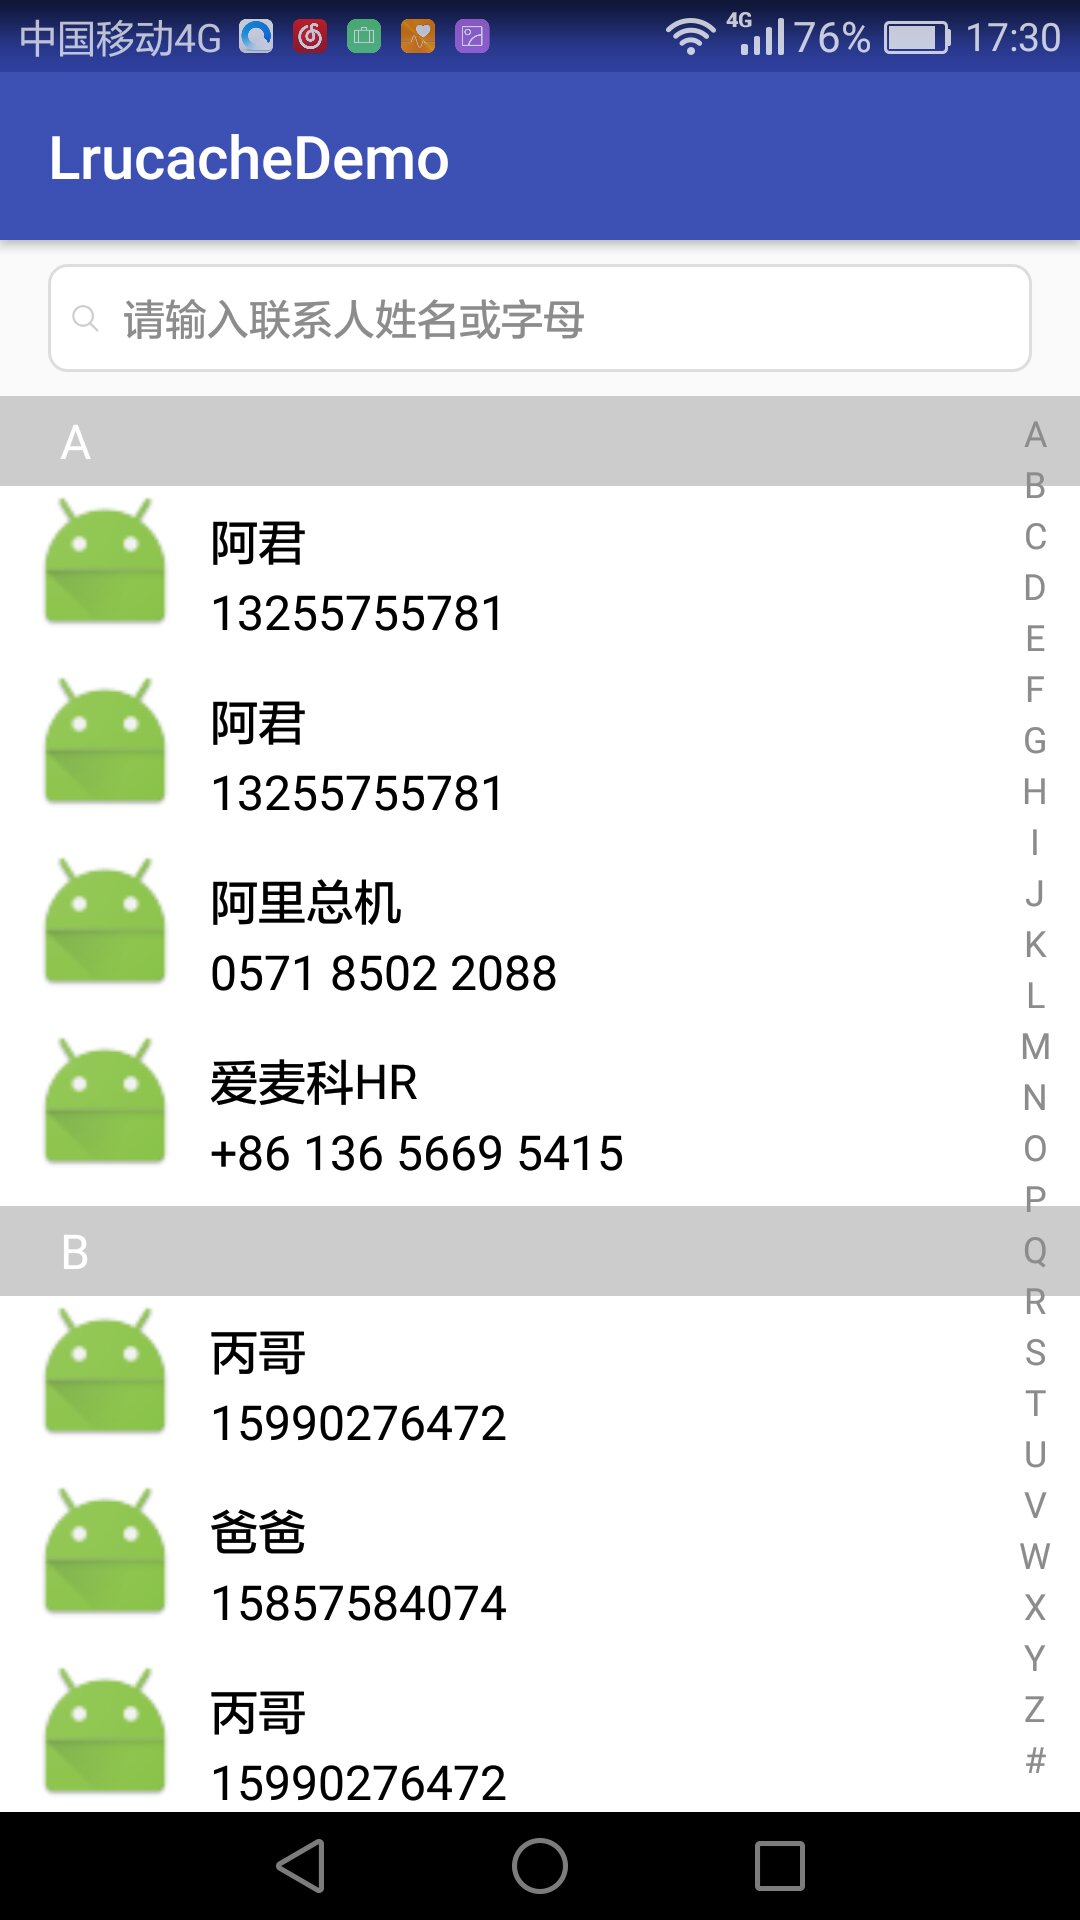 中国移动4G 4G 76% 17:30
LrucacheDemo
请输入联系人姓名或字母
A
阿君
13255755781
阿君
13255755781
阿里总机
0571 8502 2088
爱麦科HR
+86 136 5669 5415
B
丙哥
15990276472
爸爸
15857584074
丙哥
15990276472
A
B
C
D
E
F
G
H
I
J
K
L
M
N
O
P
Q
R
S
T
U
V
W
X
Y
Z
#